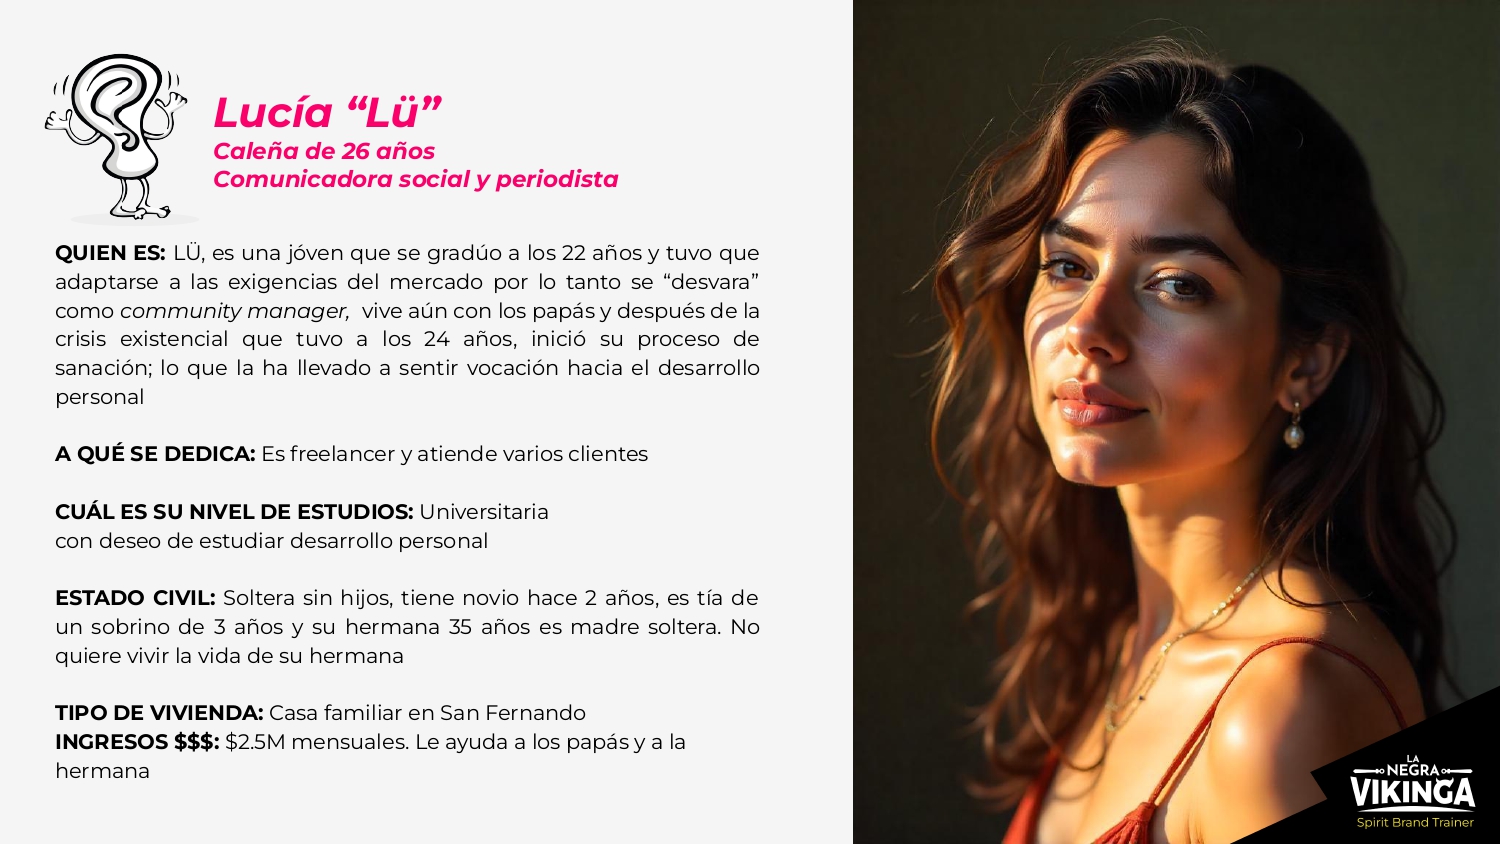 Lucía “Lü”
Caleña de 26 años
Comunicadora social y periodista
QUIEN ES: LÜ, es una jóven que se gradúo a los 22 años y tuvo que
adaptarse a las exigencias del mercado por lo tanto se “desvara”
como community manager, vive aún con los papás y después de la
crisis existencial que tuvo a los 24 años, inició su proceso de
sanación; lo que la ha llevado a sentir vocación hacia el desarrollo
personal
A QUÉ SE DEDICA: Es freelancer y atiende varios clientes
CUÁL ES SU NIVEL DE ESTUDIOS: Universitaria
con deseo de estudiar desarrollo personal
ESTADO CIVIL: Soltera sin hijos, tiene novio hace 2 años, es tía de
un sobrino de 3 años y su hermana 35 años es madre soltera. No
quiere vivir la vida de su hermana
TIPO DE VIVIENDA: Casa familiar en San Fernando
INGRESOS $$$: $2.5M mensuales. Le ayuda a los papás y a la
hermana
LA
NEGRA
VIKINGA
Spirit Brand Trainer